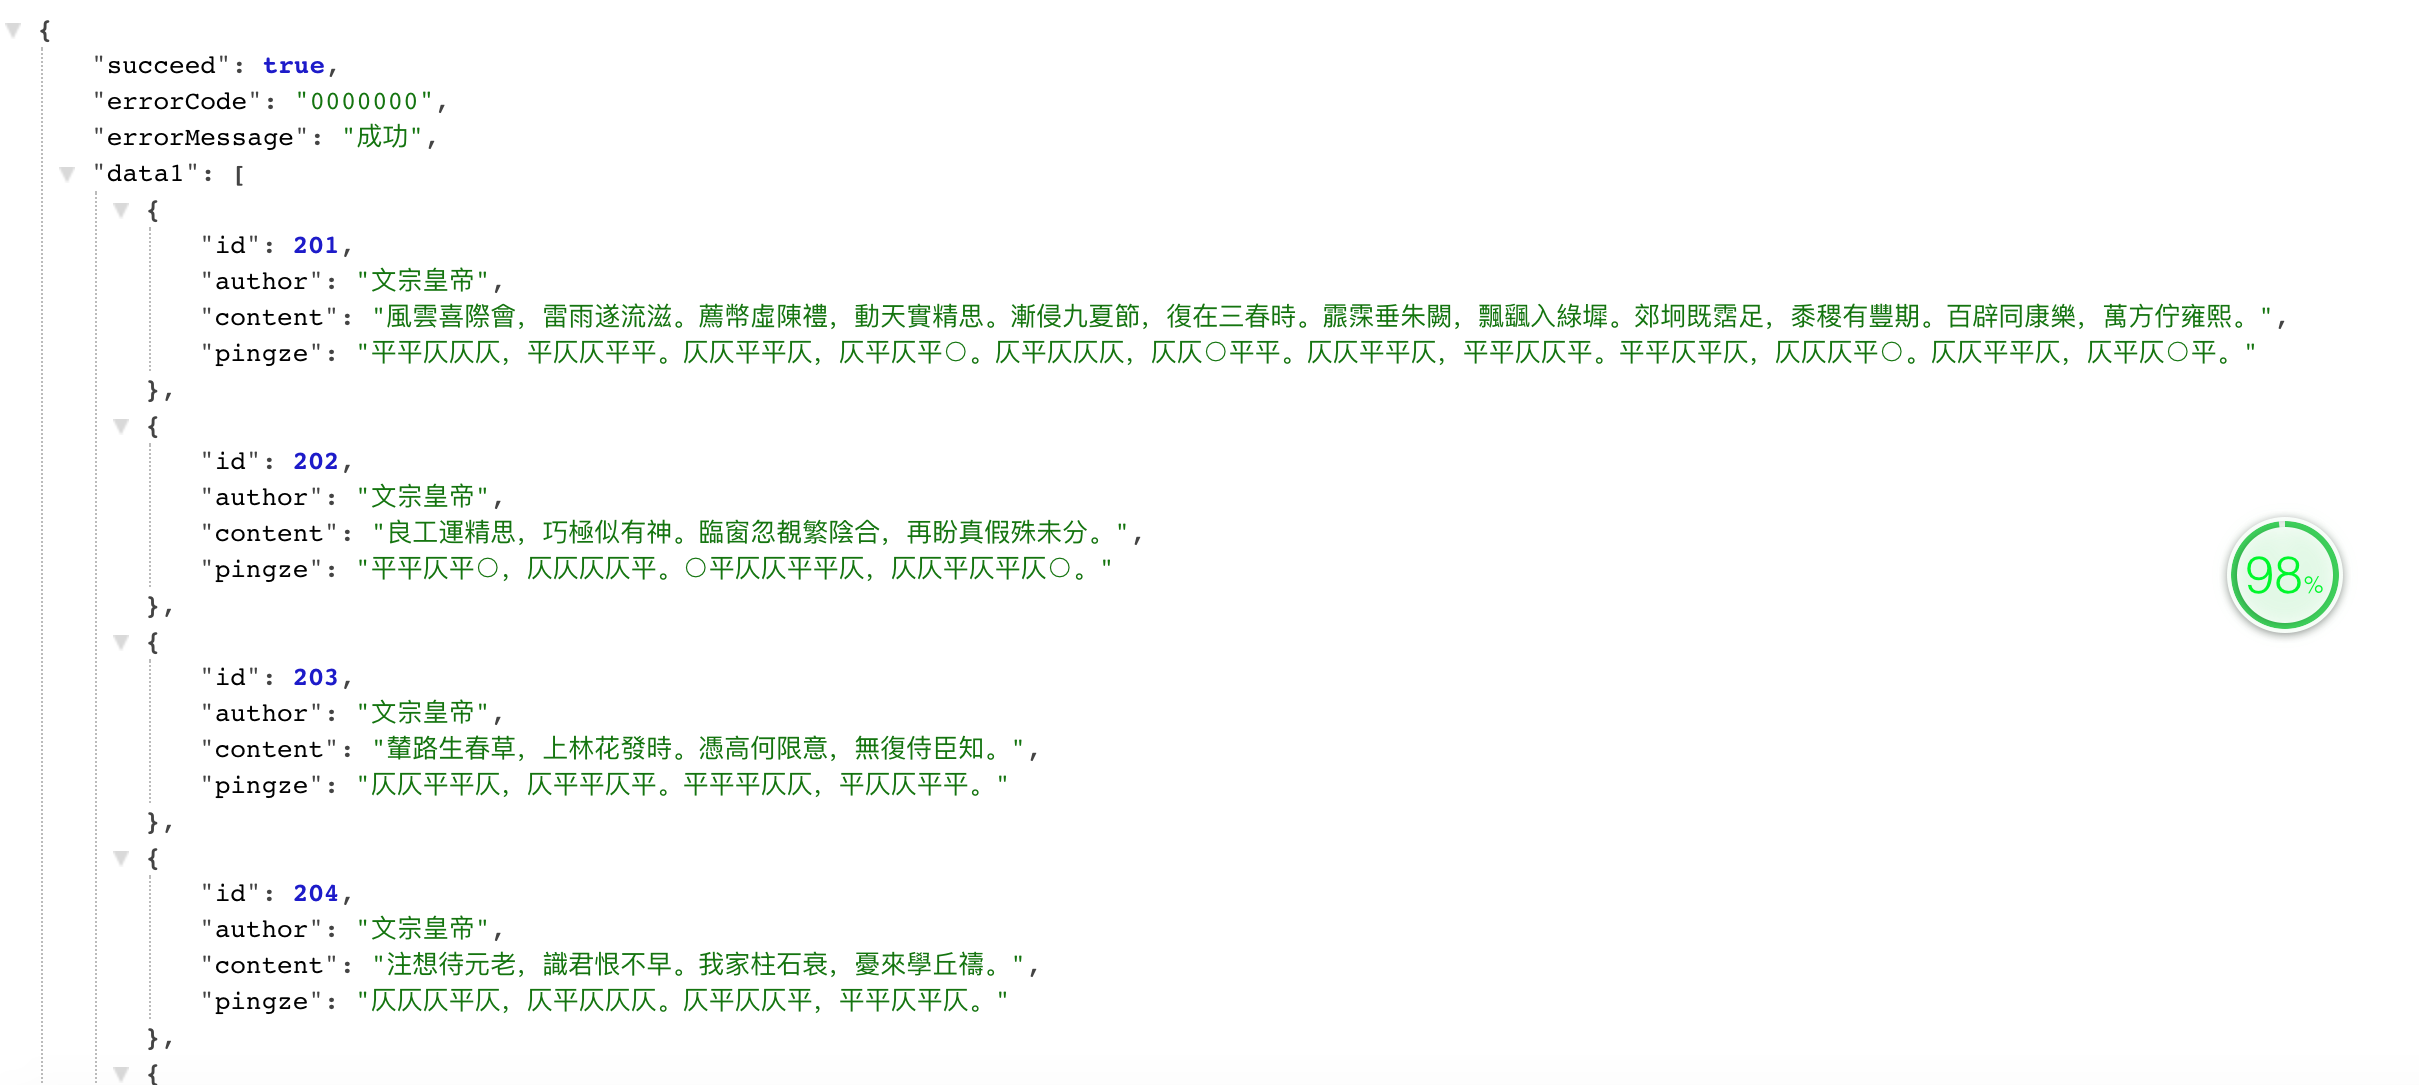 {
"succeed": true,
"errorCode": "0000000",
"errorMessage": "成功",
"data1": [
{
"id": 201,
"author": "文宗皇帝",
"content": "風雲喜際會，雷雨遂流滋。薦幣虛陳禮，動天實精思。漸侵九夏節，復在三春時。霢霂垂朱闕，飄颻入綠墀。郊坰既霑足，黍稷有豐期。百辟同康樂，萬方佇雍熙。",
"pingze": "平平仄仄仄，平仄仄平平。仄仄平平仄，仄平仄平○。仄平仄仄仄，仄仄○平平。仄仄平平仄，平平仄仄平。平平仄平仄，仄仄仄平○。仄仄平平仄，仄平仄○平。"
},
{
"id": 202,
"author": "文宗皇帝",
"content": "良工運精思，巧極似有神。臨窗忽覩繁陰合，再盼真假殊未分。",
"pingze": "平平仄平○，仄仄仄仄平。○平仄仄平平仄，仄仄平仄平仄○。"
},
{
"id": 203,
"author": "文宗皇帝",
"content": "輦路生春草，上林花發時。憑高何限意，無復侍臣知。",
"pingze": "仄仄平平仄，仄平平仄平。平平平仄仄，平仄仄平平。"
},
{
"id": 204,
"author": "文宗皇帝",
"content": "注想待元老，識君恨不早。我家柱石衰，憂來學丘禱。",
"pingze": "仄仄仄平仄，仄平仄仄仄。仄平仄仄平，平平仄平仄。"
},
{
98%